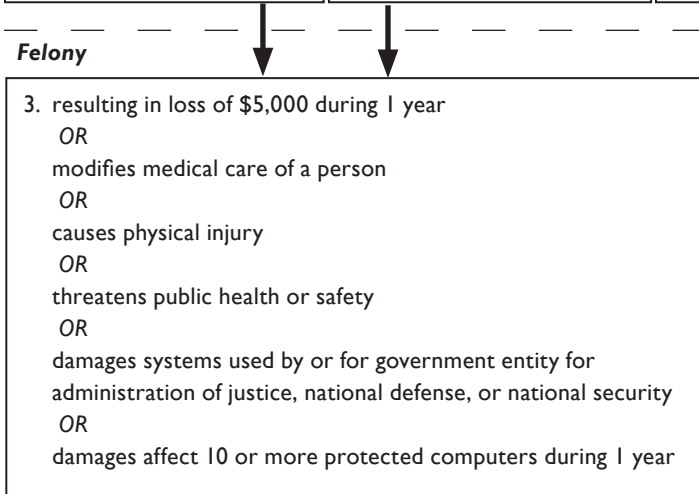 Felony
3. resulting in loss of $5,000 during 1 year
OR
modifies medical care of a person
OR
causes physical injury
OR
threatens public health or safety
OR
damages systems used by or for government entity for
administration of justice, national defense, or national security
OR
damages affect 10 or more protected computers during 1 year